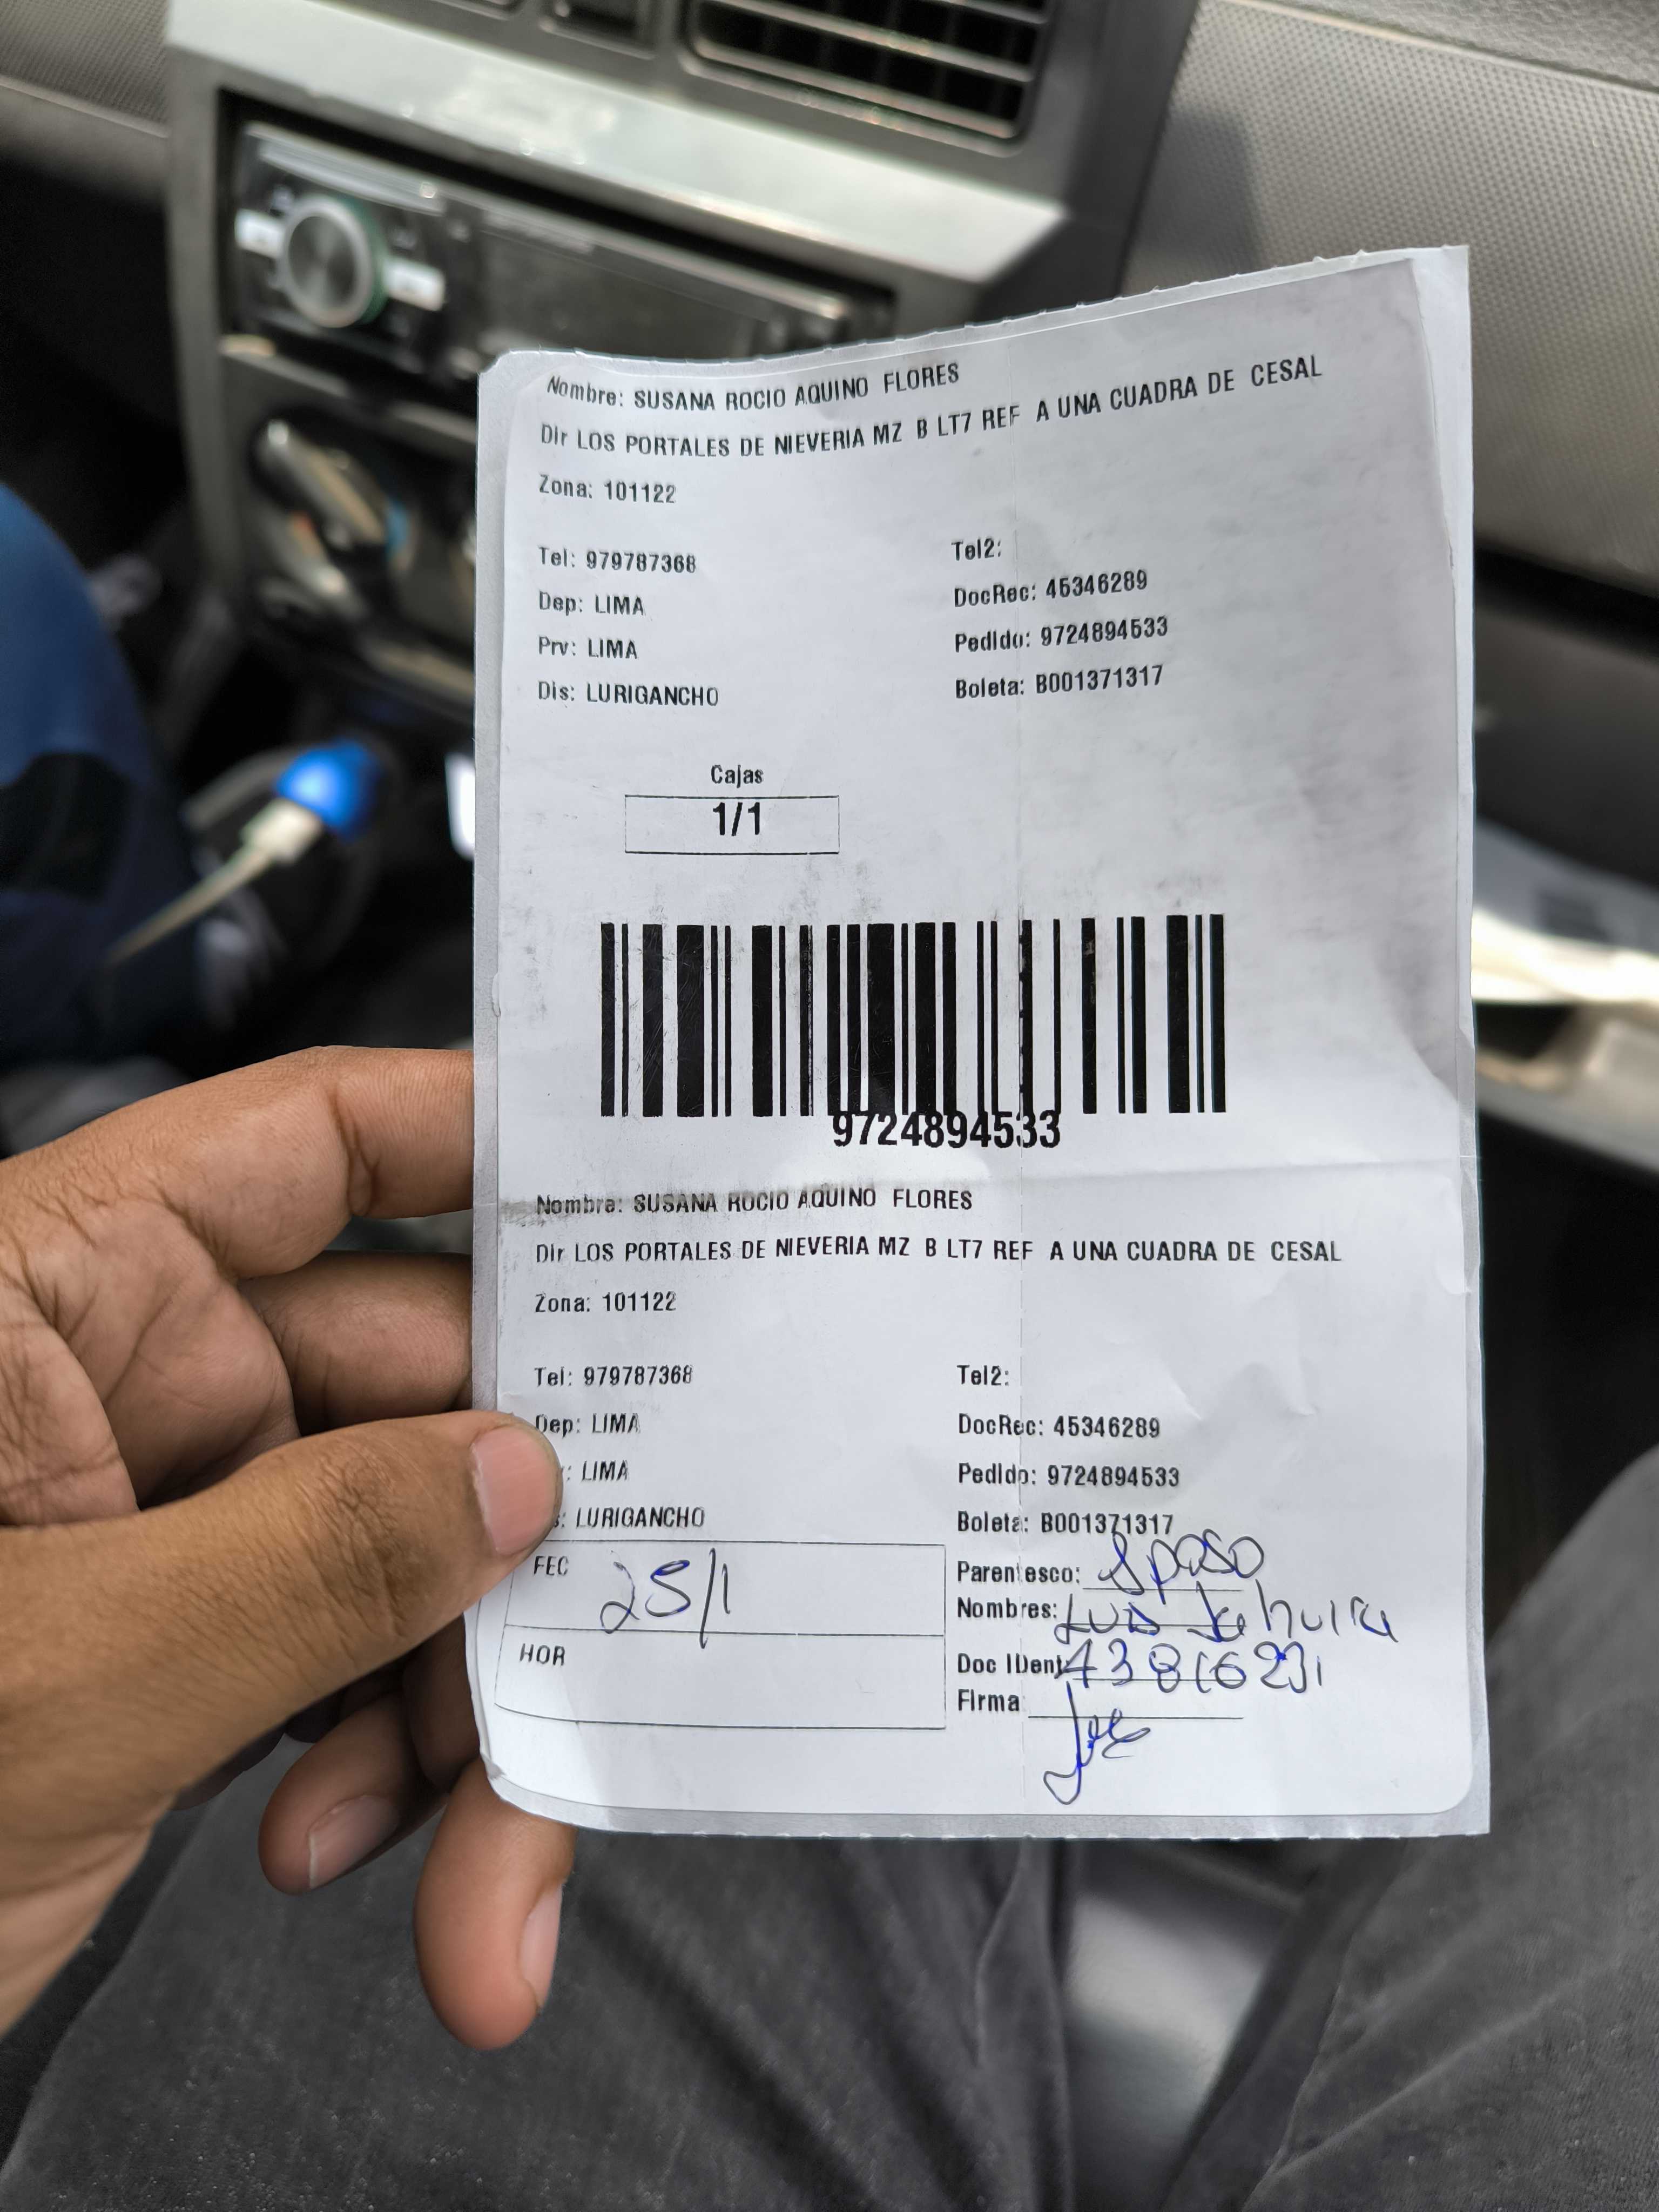 Nombre: SUSANA ROCIO AQUINO FLORES
Dir LOS PORTALES DE NIEVERIA MZ B LT7 REF A UNA CUADRA DE CESAL
Zona: 101122
Tel: 979787368 Tel2:
Dep: LIMA DocRec: 45346289
Prv: LIMA Pedido: 9724894533
Dis: LURIGANCHO Boleta: B001371317
Cajas
1/1
9724894533
Nombre: SUSANA ROCIO AQUINO FLORES
Dir LOS PORTALES DE NIEVERIA MZ B LT7 REF A UNA CUADRA DE CESAL
Zona: 101122
Tel: 979787368 Tel2:
Dep: LIMA DocRec: 45346289
: LIMA Pedido: 9724894533
s: LURIGANCHO Boleta: B001371317
FEC 25/1 Parentesco: Sposo
Nombres: Luis
HOR Doc IDent:
Firma